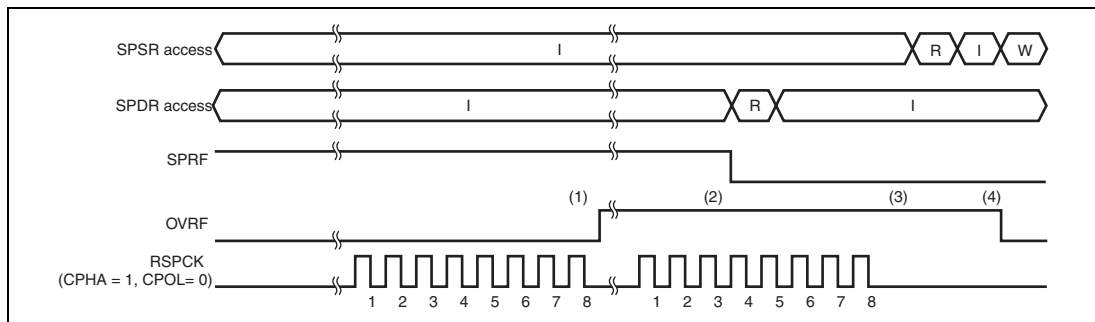 SPSR access I R I W
SPDR access I R I
SPRF
(1) (2) (3) (4)
OVRF
RSPCK
(CPHA = 1, CPOL= 0)
1 2 3 4 5 6 7 8 1 2 3 4 5 6 7 8